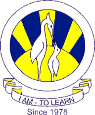 I AM - TO LEARN
Since 1978